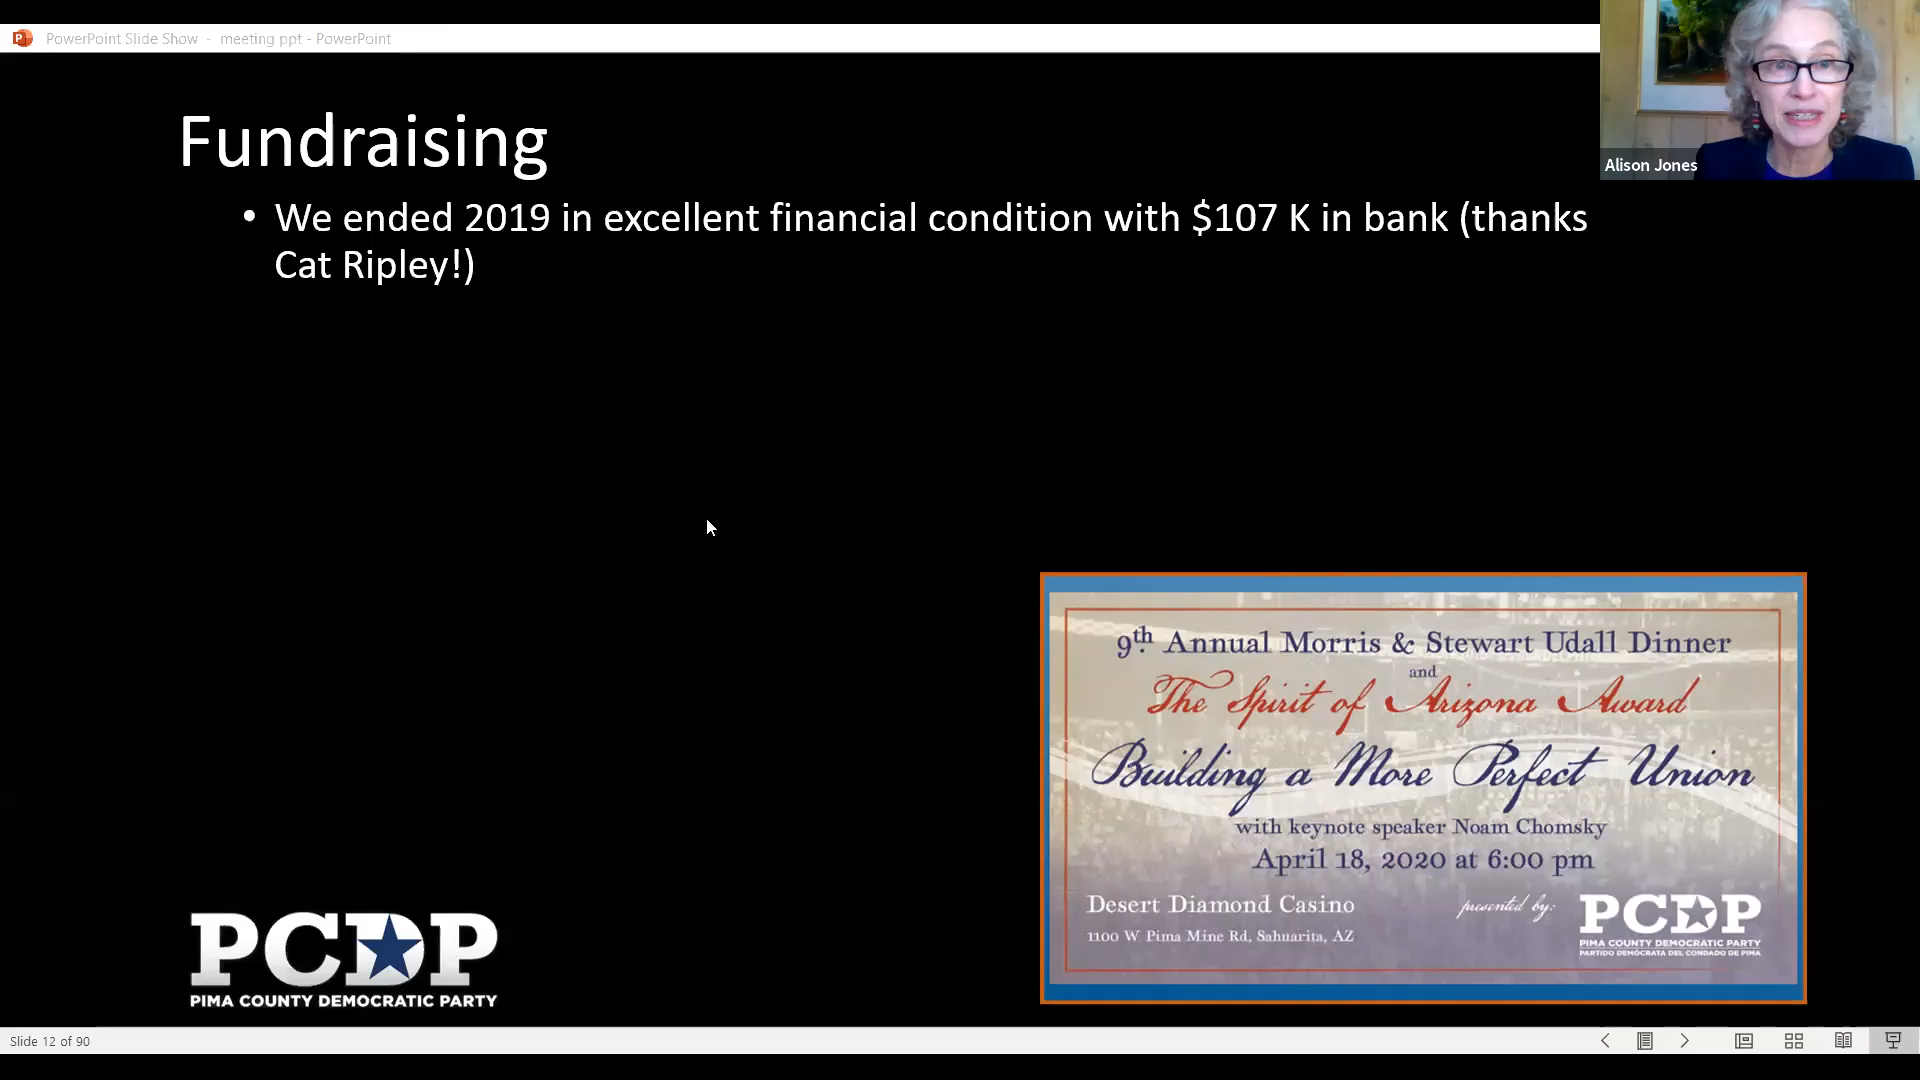 PowerPoint Slide Show - meeting ppt - PowerPoint
Alison Jones
Fundraising
• We ended 2019 in excellent financial condition with $107 K in bank (thanks
Cat Ripley!)
9th Annual Morris & Stewart Udall Dinner
and
The Spirit of Arizona Award
Building a More Perfect Union
with keynote speaker Noam Chomsky
April 18, 2020 at 6:00 pm
Desert Diamond Casino
1100 W Pima Mine Rd, Sahuarita, AZ
presented by:
PCDP
PIMA COUNTY DEMOCRATIC PARTY
PARTIDO DEMÓCRATA DEL CONDADO DE PIMA
PCDP
PIMA COUNTY DEMOCRATIC PARTY
Slide 12 of 90